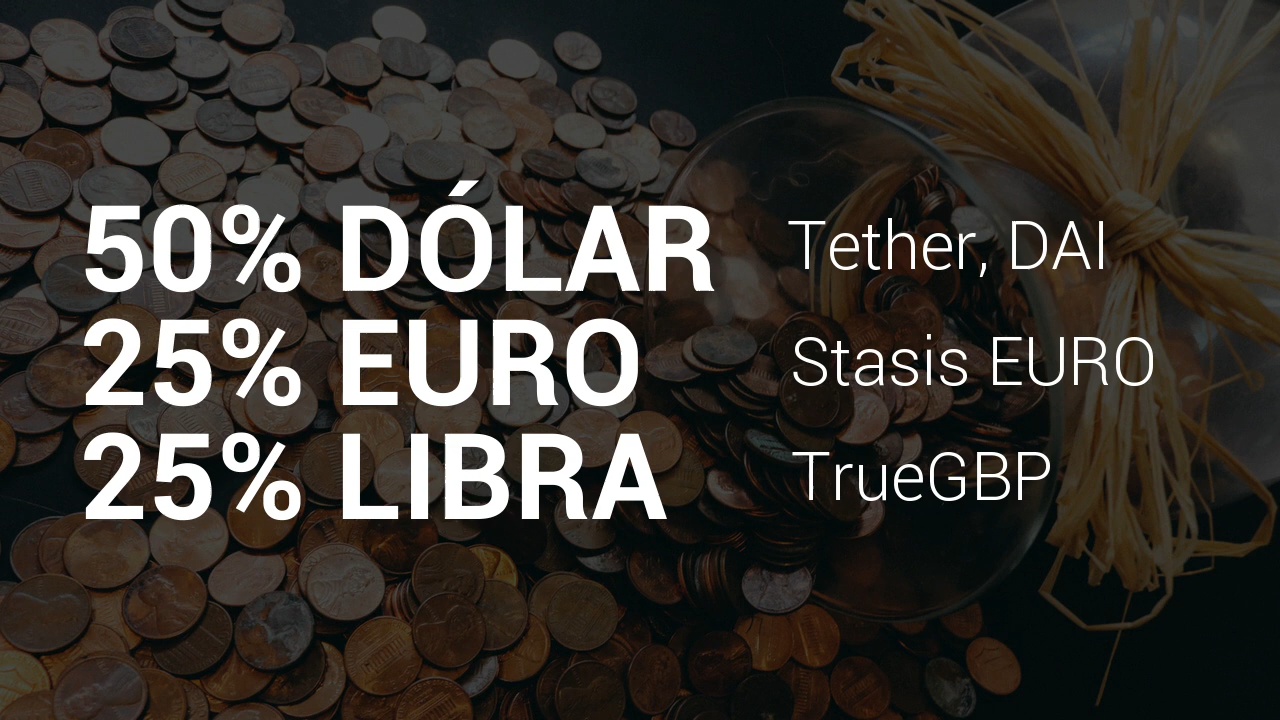 50% DÓLAR Tether, DAI
25% EURO Stasis EURO
25% LIBRA TrueGBP